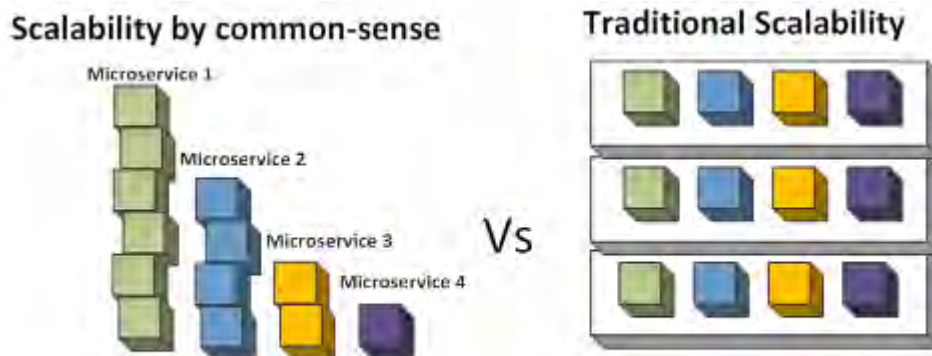 Scalability by common-sense
Traditional Scalability
Microservice 1
Microservice 2
Microservice 3
Microservice 4
Vs